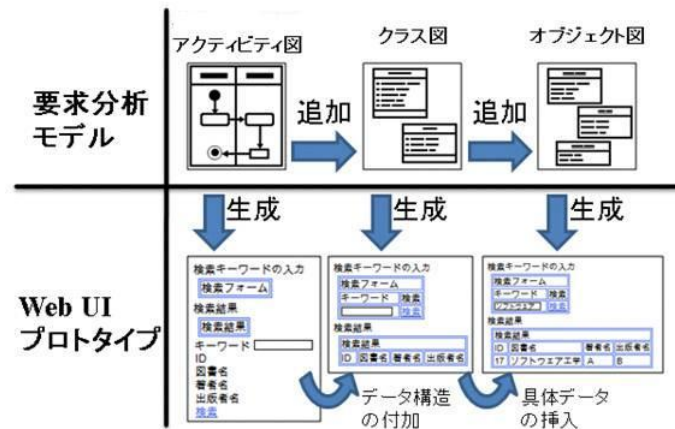 アクティビティ図
クラス図
オブジェクト図
要求分析
モデル
追加
追加
生成
生成
生成
Web UI
プロトタイプ
検索キーワードの入力
検索フォーム
検索結果
検索結果
キーワード
ID
図書名
著者名
出版者名
検索
検索キーワードの入力
検索フォーム
キーワード 検索
検索
検索結果
検索結果
ID 図書名 著者名 出版者名
検索キーワードの入力
検索フォーム
キーワード 検索
ソフトウェア 検索
検索結果
検索結果
ID 図書名 著者名 出版者名
17 ソフトウェア工学 A B
データ構造
の付加
具体データ
の挿入